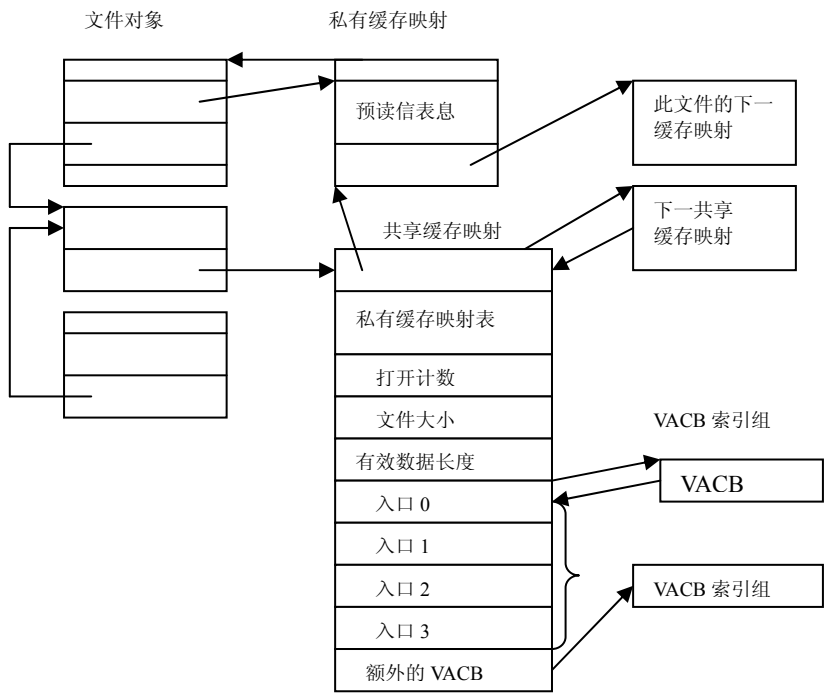 文件对象
私有缓存映射
预读信表息
此文件的下一
缓存映射
下一共享
缓存映射
共享缓存映射
私有缓存映射表
打开计数
文件大小
有效数据长度
VACB 索引组
VACB
入口 0
入口 1
入口 2
VACB 索引组
入口 3
额外的 VACB